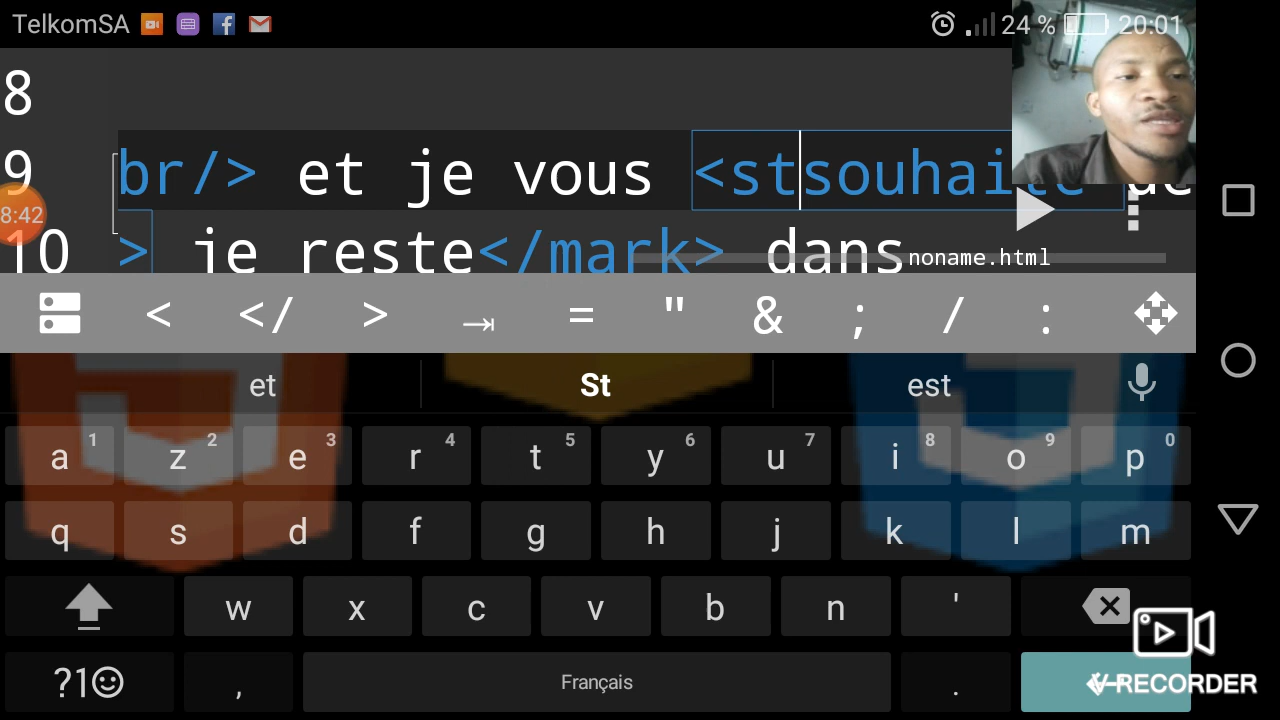 TelkomSA 24 % 20:01
8
9 br/> et je vous <stsouhaite de
8:42
10 > je reste</mark> dans
noname.html
< </ > ⇥ = " & ; / :
et St est
a 1 z 2 e 3 r 4 t 5 y 6 u 7 i 8 o 9 p 0
q s d f g h j k l m
w x c v b n '
?1☺ , Français .
V-RECORDER